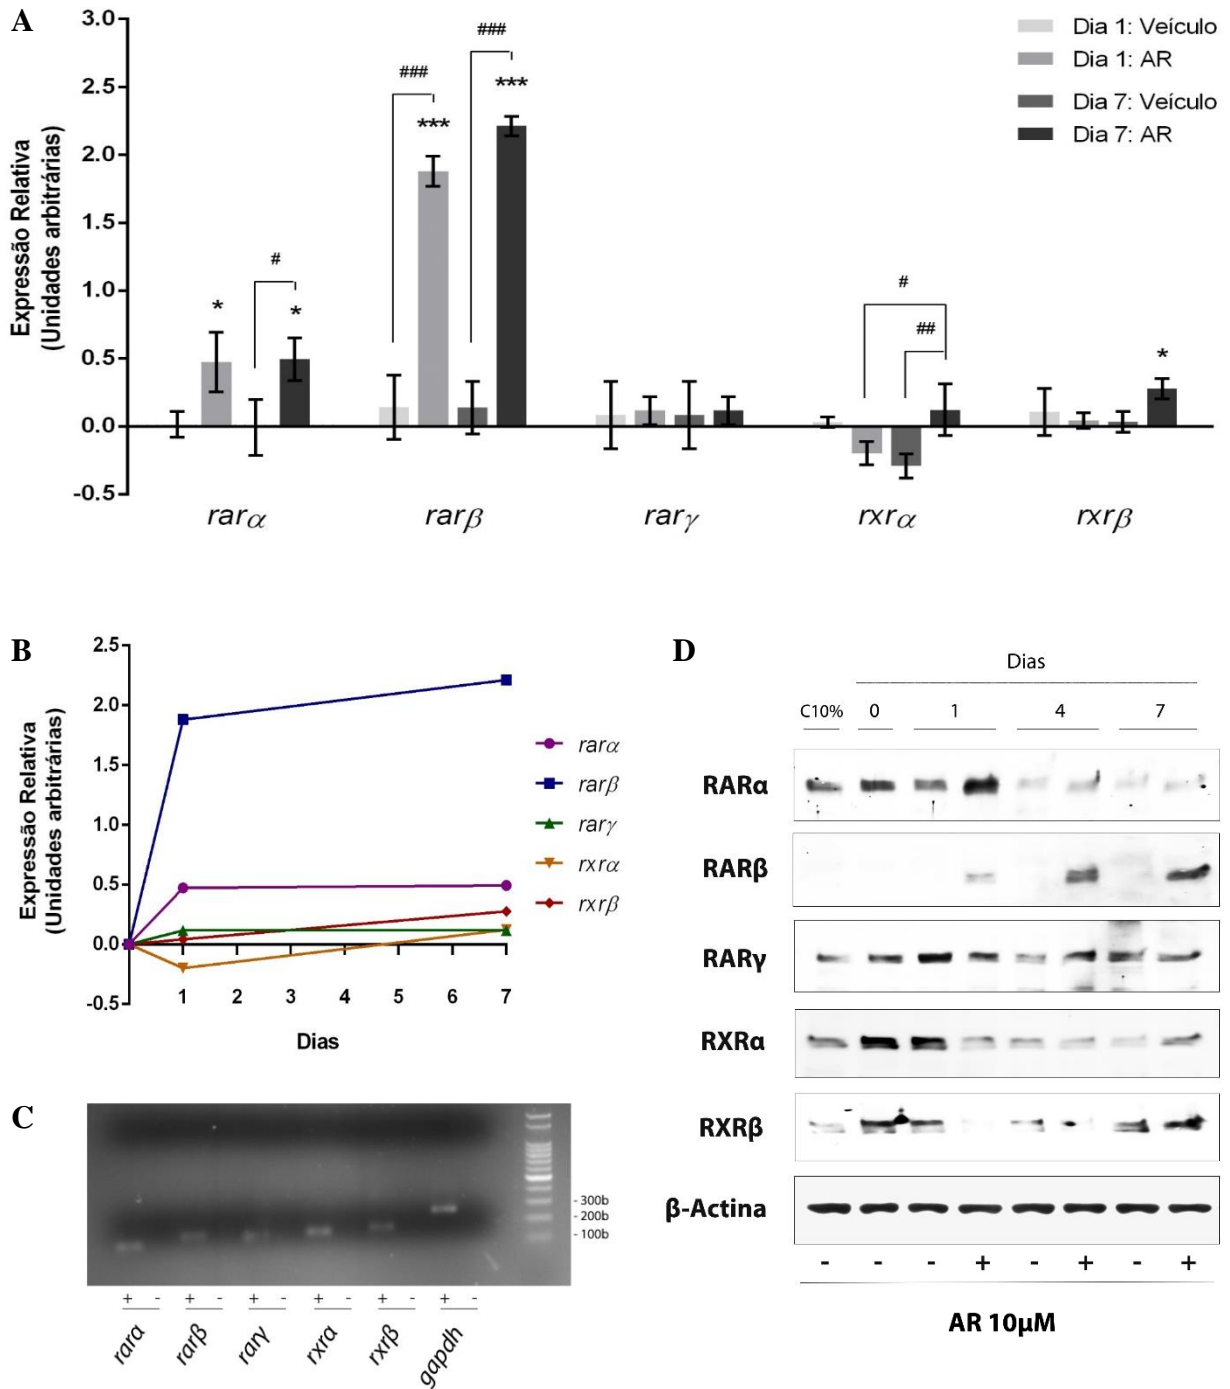 A
3.0
2.5
2.0
1.5
1.0
0.5
0.0
-0.5
Expressão Relativa
(Unidades arbitrárias)
Dia 1: Veículo
Dia 1: AR
Dia 7: Veículo
Dia 7: AR
*
#
*
###
***
###
***
#
##
*
rarα
rarβ
rarγ
rxrα
rxrβ
B
2.5
2.0
1.5
1.0
0.5
0.0
-0.5
Expressão Relativa
(Unidades arbitrárias)
1 2 3 4 5 6 7
Dias
rarα
rarβ
rarγ
rxrα
rxrβ
C
- 300b
- 200b
- 100b
+ - + - + - + - + - + -
rarα
rarβ
rarγ
rxrα
rxrβ
gapdh
D
Dias
C10% 0 1 4 7
RARα
RARβ
RARγ
RXRα
RXRβ
β-Actina
- - - + - + - +
AR 10µM